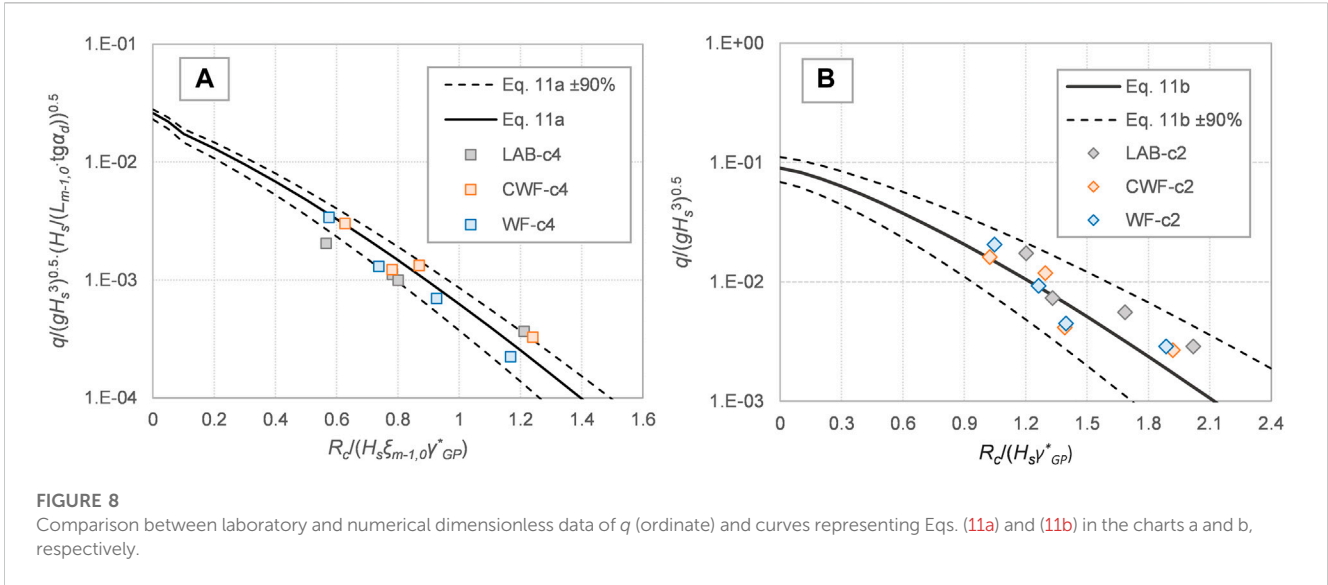 1.E-01
1.E-02
1.E-03
1.E-04
q/(gHₛ³)⁰·⁵·(Hₛ/(Lₘ₋₁,₀·tgα_d))⁰·⁵
A
Eq. 11a ±90%
Eq. 11a
LAB-c4
CWF-c4
WF-c4
0 0.2 0.4 0.6 0.8 1 1.2 1.4 1.6
R_c/(Hₛξₘ₋₁,₀γ*_GP)
1.E+00
1.E-01
1.E-02
1.E-03
q/(gHₛ³)⁰·⁵
B
Eq. 11b
Eq. 11b ±90%
LAB-c2
CWF-c2
WF-c2
0 0.3 0.6 0.9 1.2 1.5 1.8 2.1 2.4
R_c/(Hₛγ*_GP)
FIGURE 8
Comparison between laboratory and numerical dimensionless data of q (ordinate) and curves representing Eqs. (11a) and (11b) in the charts a and b,
respectively.